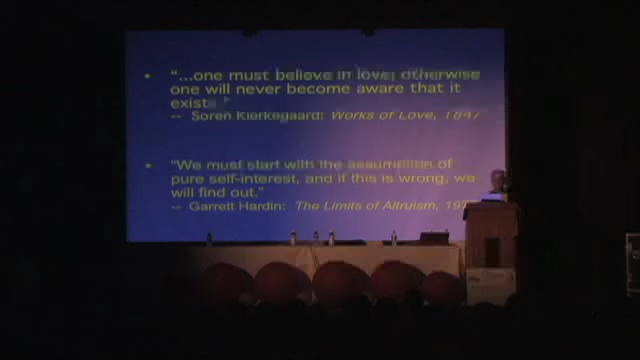 • "...one must believe in love; otherwise
one will never become aware that it
exists
-- Soren Kierkegaard: Works of Love, 1847
• "We must start with the assumption of
pure self-interest, and if this is wrong, we
will find out."
-- Garrett Hardin: The Limits of Altruism,